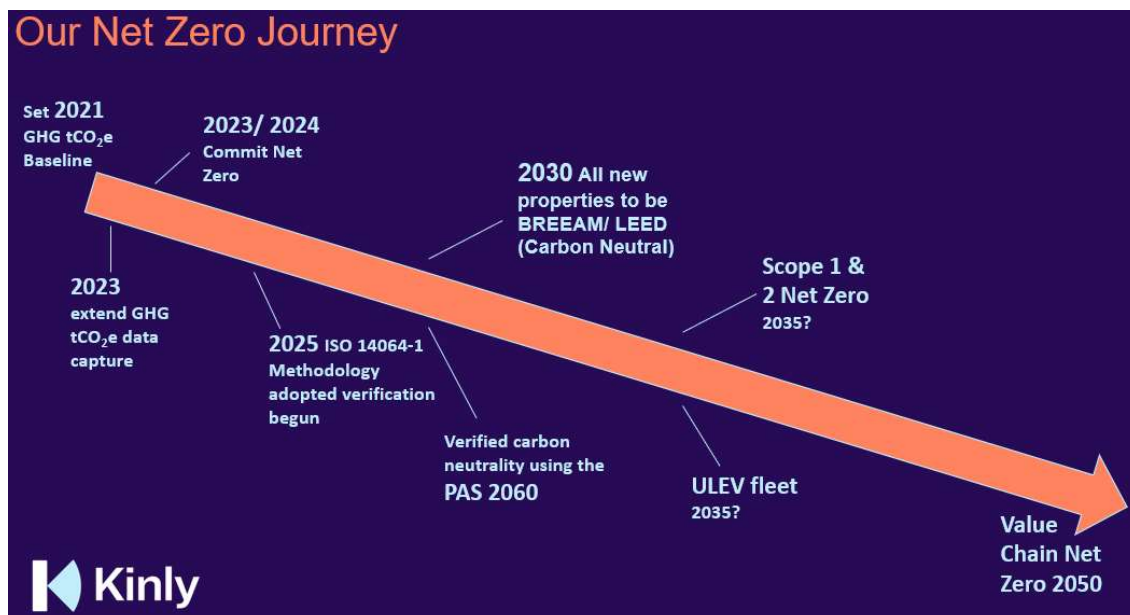 Our Net Zero Journey
Set 2021
GHG tCO₂e
Baseline
2023/ 2024
Commit Net
Zero
2023
extend GHG
tCO₂e data
capture
2025 ISO 14064-1
Methodology
adopted verification
begun
2030 All new
properties to be
BREEAM/ LEED
(Carbon Neutral)
Verified carbon
neutrality using the
PAS 2060
Scope 1 &
2 Net Zero
2035?
ULEV fleet
2035?
Value
Chain Net
Zero 2050
Kinly